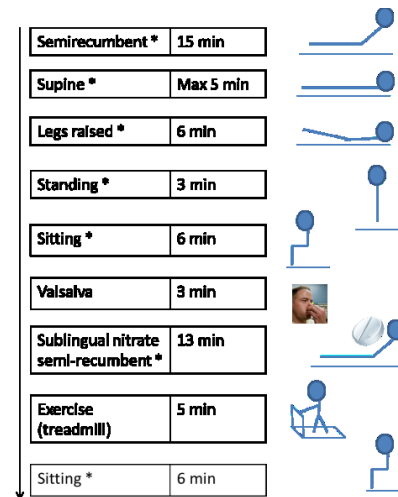 Semirecumbent * 15 min
Supine * Max 5 min
Legs raised * 6 min
Standing * 3 min
Sitting * 6 min
Valsalva 3 min
Sublingual nitrate 13 min
semi-recumbent *
Exercise 5 min
(treadmill)
Sitting * 6 min